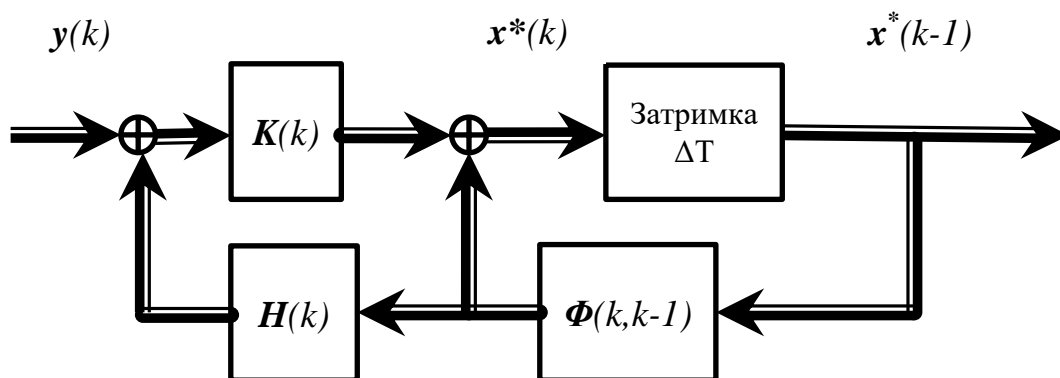 y(k)
x*(k)
x*(k-1)
K(k)
Затримка
ΔT
H(k)
Φ(k,k-1)